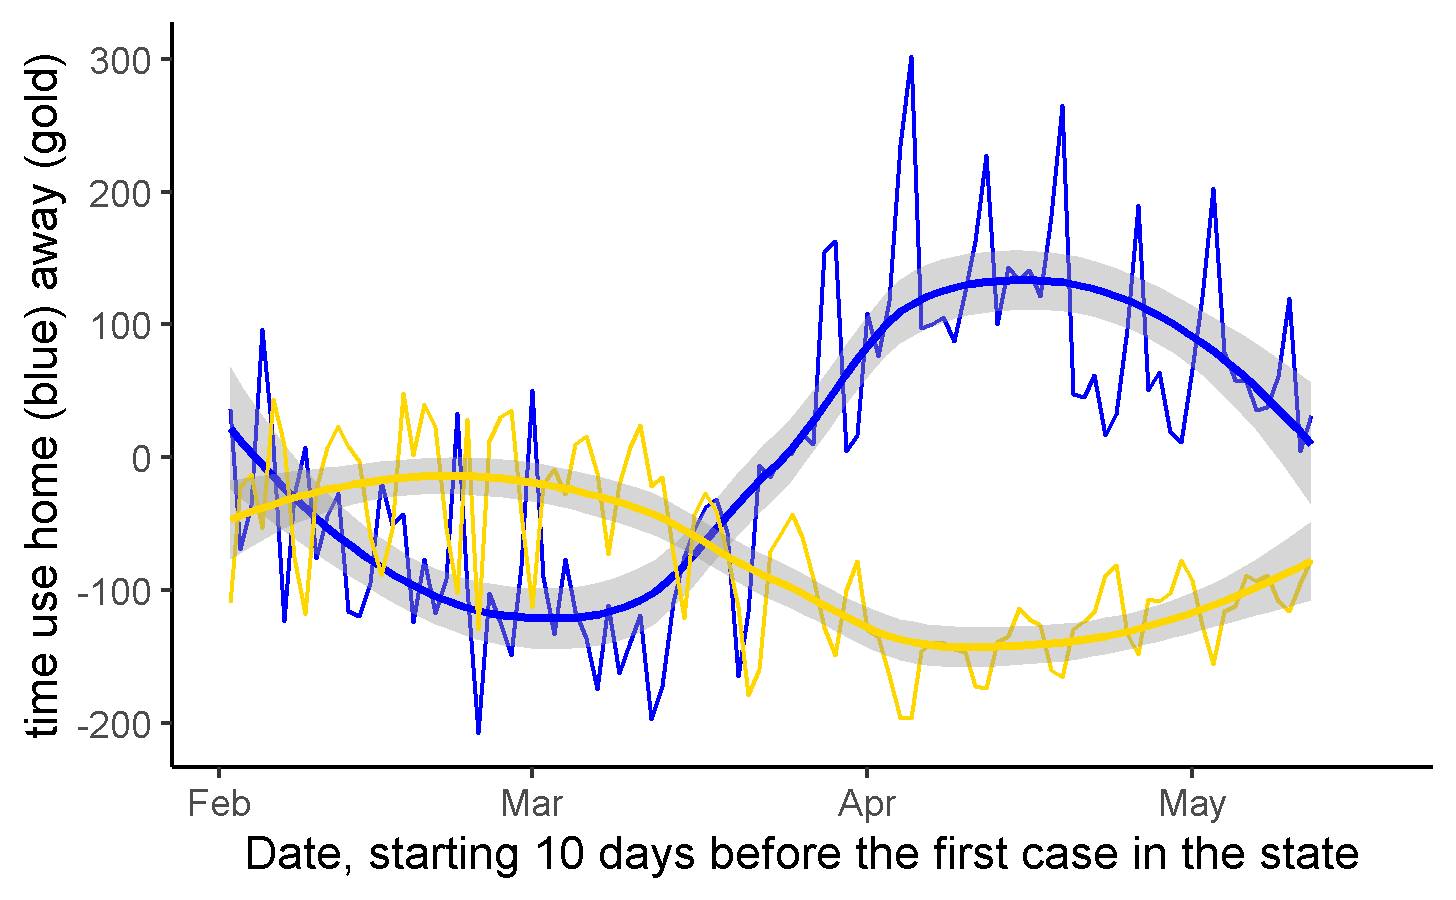 time use home (blue) away (gold)
300
200
100
0
-100
-200
Feb Mar Apr May
Date, starting 10 days before the first case in the state